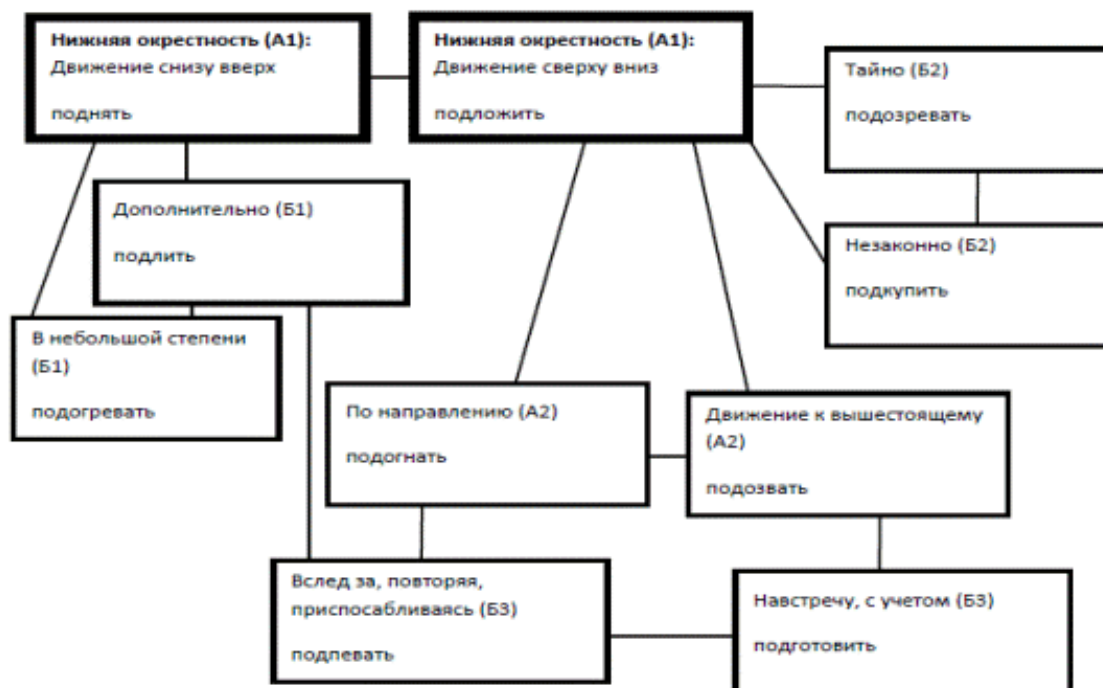 Нижняя окрестность (А1):
Движение снизу вверх
поднять
Нижняя окрестность (А1):
Движение сверху вниз
подложить
Тайно (Б2)
подозревать
Дополнительно (Б1)
подлить
Незаконно (Б2)
подкупить
В небольшой степени
(Б1)
подогревать
По направлению (А2)
подогнать
Движение к вышестоящему
(А2)
подозвать
Вслед за, повторяя,
приспосабливаясь (Б3)
подпевать
Навстречу, с учетом (Б3)
подготовить